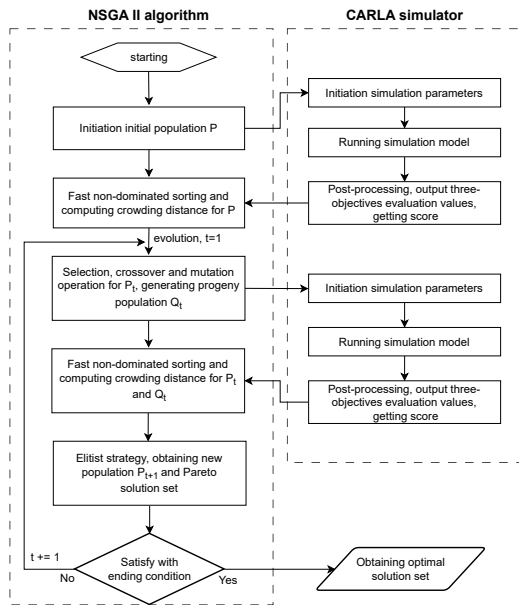 NSGA II algorithm
CARLA simulator
starting
Initiation initial population P
Initiation simulation parameters
Running simulation model
Post-processing, output three-
objectives evaluation values,
getting score
Fast non-dominated sorting and
computing crowding distance for P
evolution, t=1
Selection, crossover and mutation
operation for Pt, generating progeny
population Qt
Initiation simulation parameters
Running simulation model
Post-processing, output three-
objectives evaluation values,
getting score
Fast non-dominated sorting and
computing crowding distance for Pt
and Qt
Elitist strategy, obtaining new
population Pt+1 and Pareto
solution set
t += 1
Satisfy with
ending condition
No
Yes
Obtaining optimal
solution set